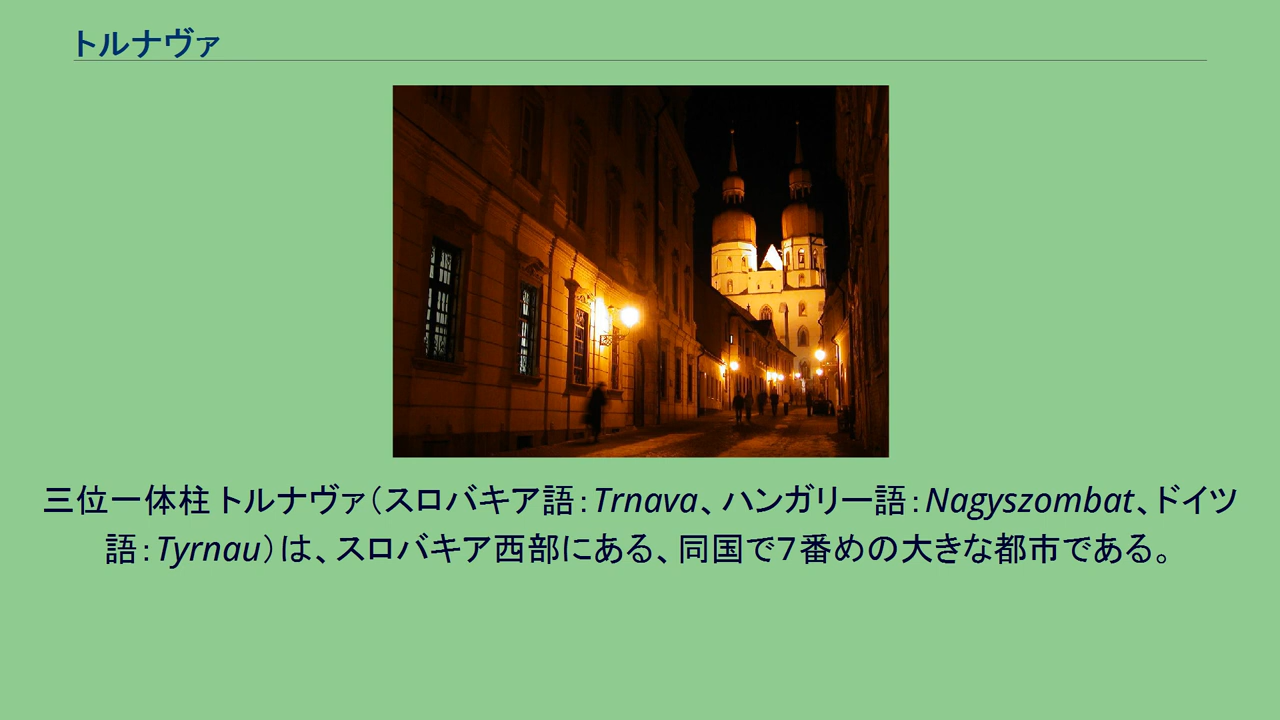 トルナヴァ
三位一体柱 トルナヴァ（スロバキア語：Trnava、ハンガリー語：Nagyszombat、ドイツ
語：Tyrnau）は、スロバキア西部にある、同国で7番めの大きな都市である。